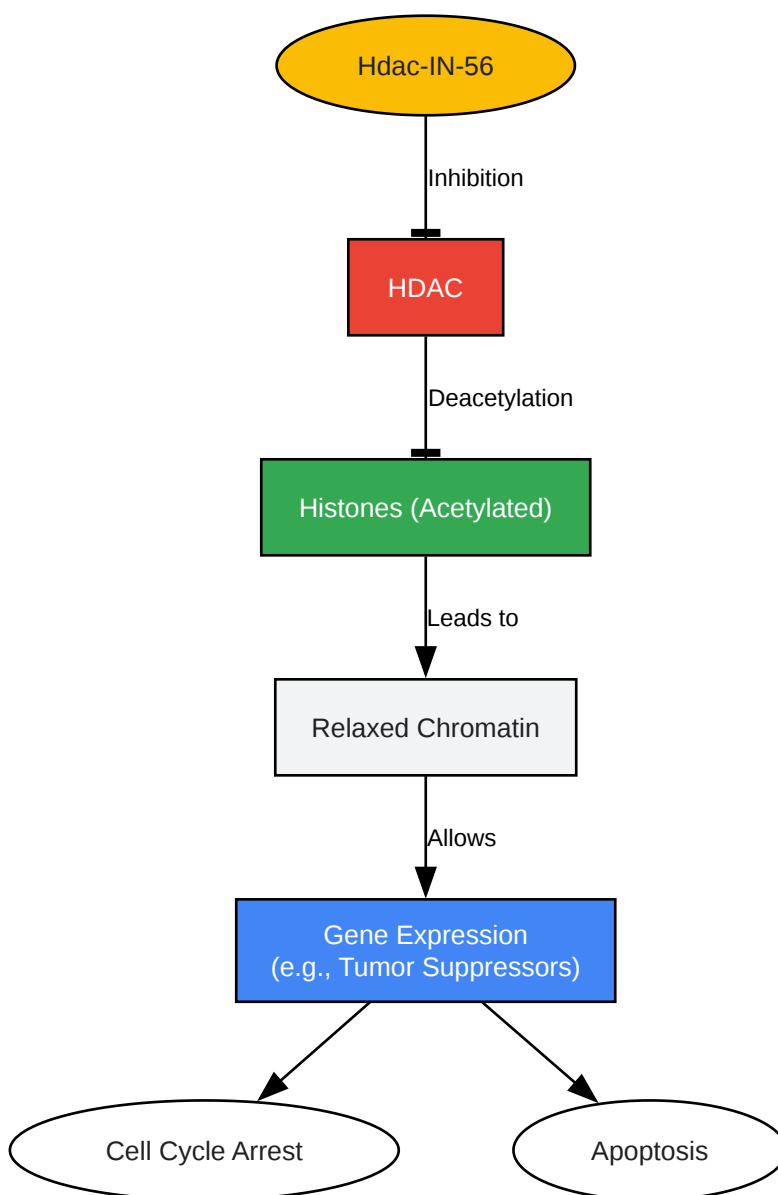 Hdac-IN-56
Inhibition
HDAC
Deacetylation
Histones (Acetylated)
Leads to
Relaxed Chromatin
Allows
Gene Expression
(e.g., Tumor Suppressors)
Cell Cycle Arrest
Apoptosis